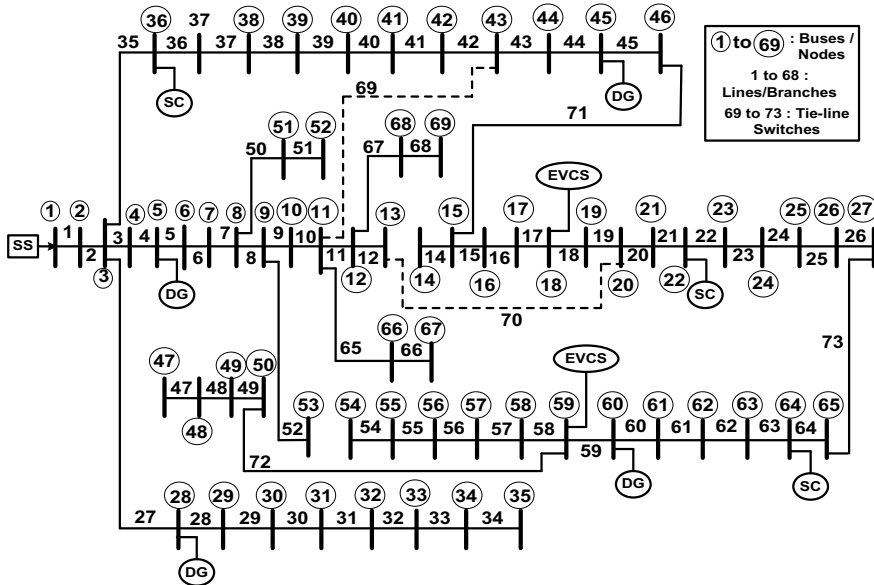 36 37 38 39 40 41 42 43 44 45 46
35 36 37 38 39 40 41 42 43 44 45
SC DG
69 71
1 to 69 : Buses /
Nodes
1 to 68 :
Lines/Branches
69 to 73 : Tie-line
Switches
51 52 68 69
50 51 67 68
EVCS
1 2 4 5 6 7 8 9 10 11 13 15 17 19 21 23 25 26 27
SS 1 2 3 4 5 6 7 8 9 10 11 12 14 15 16 17 18 19 20 21 22 23 24 25 26
3 12 14 16 18 20 22 24
DG SC
70
66 67
65 66
73
EVCS
47 49 50
47 48 49
48
53 54 55 56 57 58 59 60 61 62 63 64 65
52 54 55 56 57 58 59 60 61 62 63 64
72
DG SC
28 29 30 31 32 33 34 35
27 28 29 30 31 32 33 34
DG